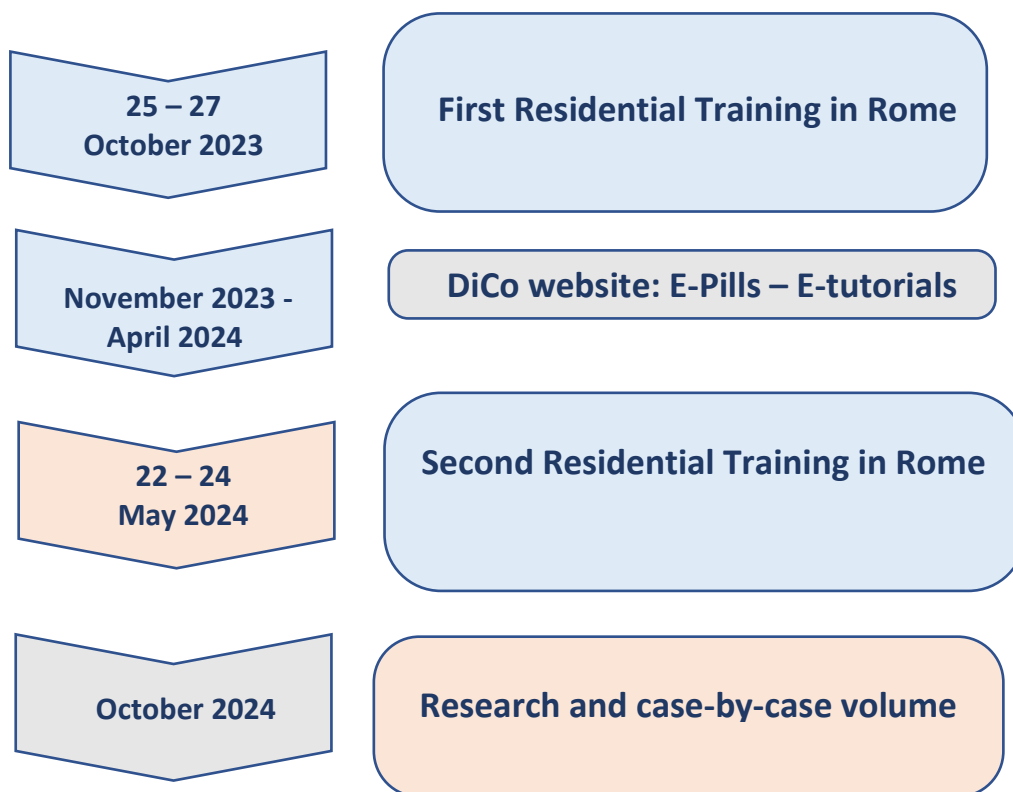 25 – 27
October 2023
First Residential Training in Rome
November 2023 -
April 2024
DiCo website: E-Pills – E-tutorials
22 – 24
May 2024
Second Residential Training in Rome
October 2024
Research and case-by-case volume